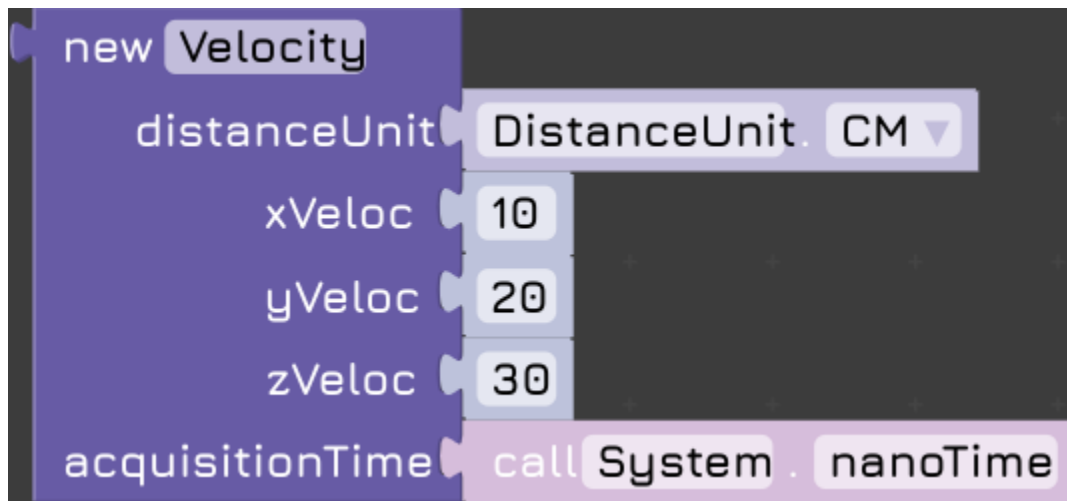 new Velocity
distanceUnit DistanceUnit. CM
xVeloc 10
yVeloc 20
zVeloc 30
acquisitionTime call System . nanoTime